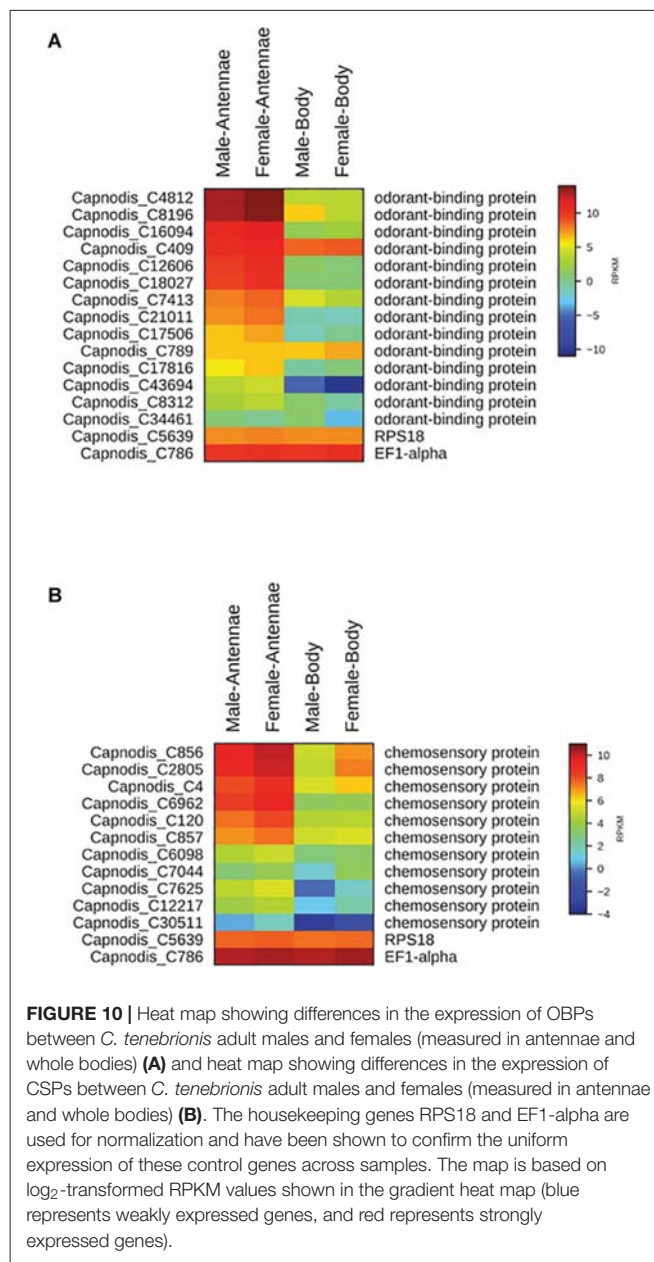 A
Male-Antennae
Female-Antennae
Male-Body
Female-Body
Capnodis_C4812 odorant-binding protein
Capnodis_C8196 odorant-binding protein
Capnodis_C16094 odorant-binding protein
Capnodis_C409 odorant-binding protein
Capnodis_C12606 odorant-binding protein
Capnodis_C18027 odorant-binding protein
Capnodis_C7413 odorant-binding protein
Capnodis_C21011 odorant-binding protein
Capnodis_C17506 odorant-binding protein
Capnodis_C789 odorant-binding protein
Capnodis_C17816 odorant-binding protein
Capnodis_C43694 odorant-binding protein
Capnodis_C8312 odorant-binding protein
Capnodis_C34461 odorant-binding protein
Capnodis_C5639 RPS18
Capnodis_C786 EF1-alpha
10
5
0
-5
-10
RPKM
B
Male-Antennae
Female-Antennae
Male-Body
Female-Body
Capnodis_C856 chemosensory protein
Capnodis_C2805 chemosensory protein
Capnodis_C4 chemosensory protein
Capnodis_C6962 chemosensory protein
Capnodis_C120 chemosensory protein
Capnodis_C857 chemosensory protein
Capnodis_C6098 chemosensory protein
Capnodis_C7044 chemosensory protein
Capnodis_C7625 chemosensory protein
Capnodis_C12217 chemosensory protein
Capnodis_C30511 chemosensory protein
Capnodis_C5639 RPS18
Capnodis_C786 EF1-alpha
10
8
6
4
2
0
-2
-4
RPKM
FIGURE 10 | Heat map showing differences in the expression of OBPs
between C. tenebrionis adult males and females (measured in antennae and
whole bodies) (A) and heat map showing differences in the expression of
CSPs between C. tenebrionis adult males and females (measured in antennae
and whole bodies) (B). The housekeeping genes RPS18 and EF1-alpha are
used for normalization and have been shown to confirm the uniform
expression of these control genes across samples. The map is based on
log₂-transformed RPKM values shown in the gradient heat map (blue
represents weakly expressed genes, and red represents strongly
expressed genes).